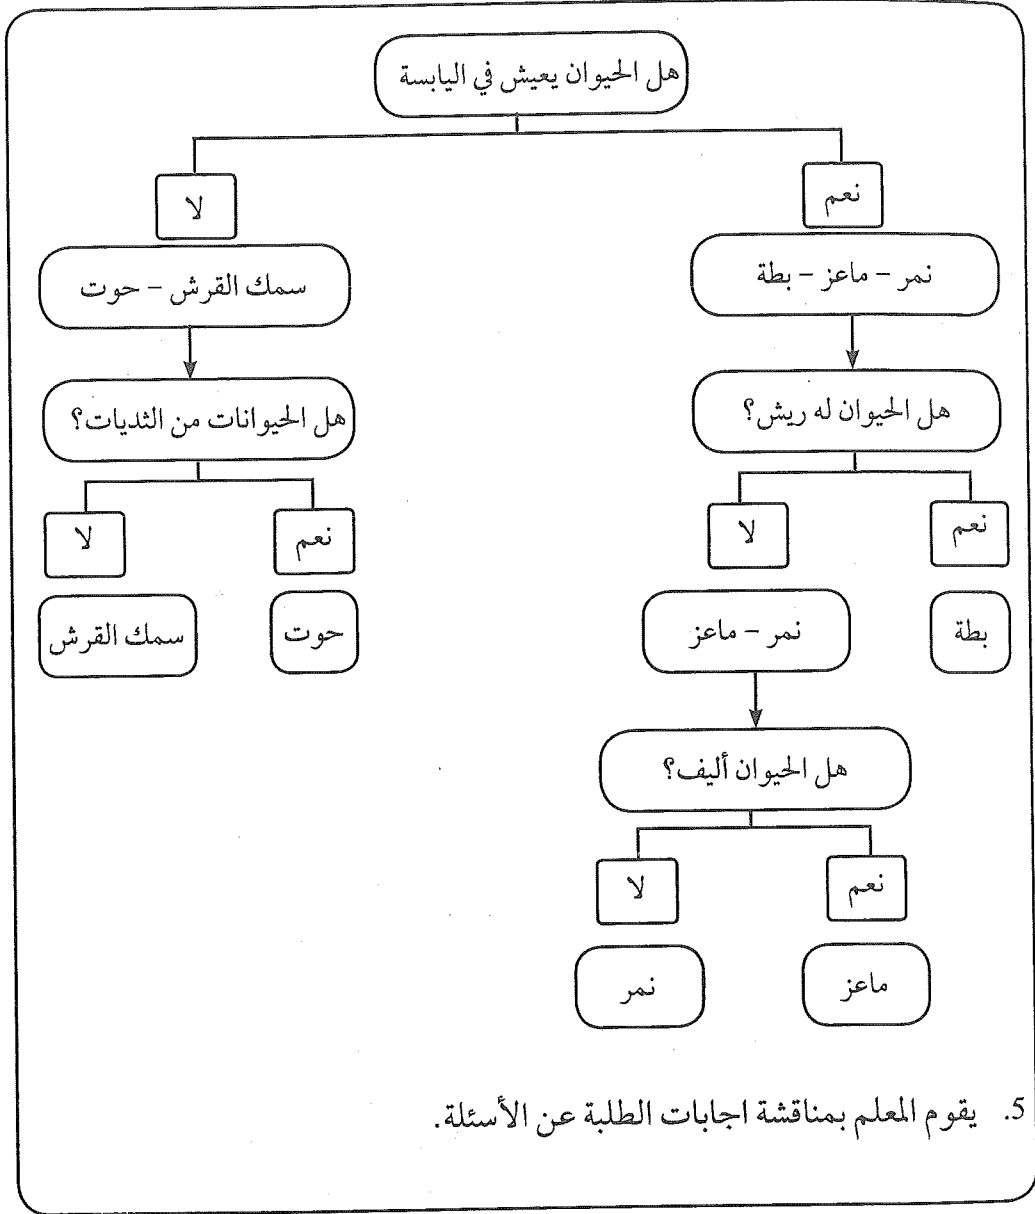 هل الحيوان يعيش في اليابسة
نعم
لا
نمر – ماعز – بطة
سمك القرش – حوت
هل الحيوان له ريش؟
هل الحيوانات من الثديات؟
نعم
لا
نعم
لا
بطة
نمر – ماعز
حوت
سمك القرش
هل الحيوان أليف؟
نعم
لا
ماعز
نمر
5. يقوم المعلم بمناقشة اجابات الطلبة عن الأسئلة.